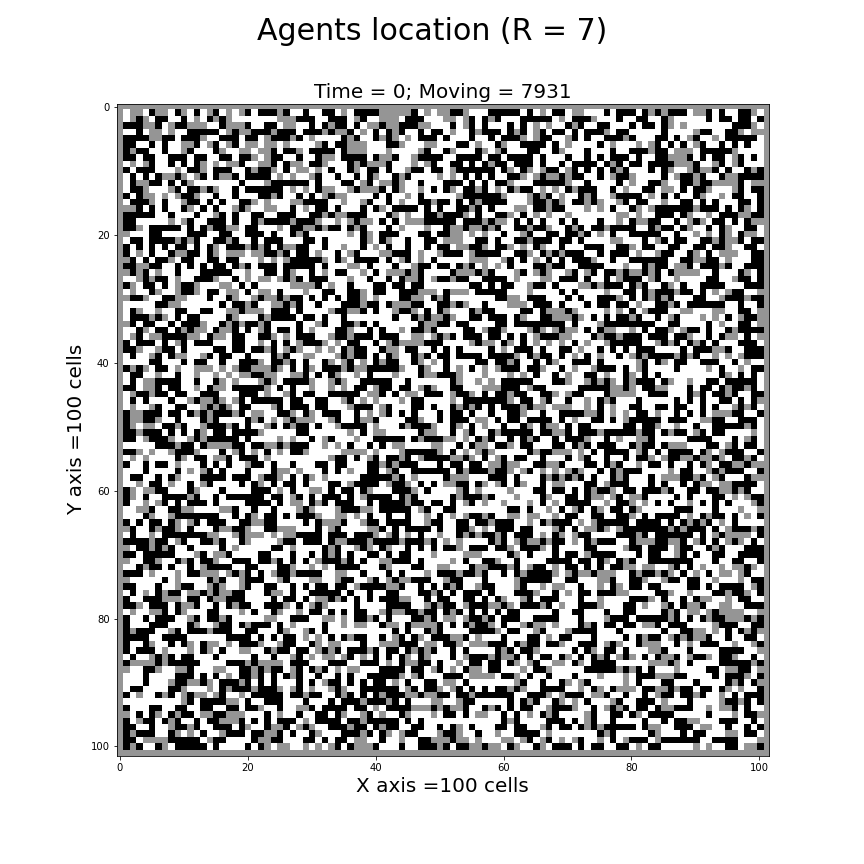 Agents location (R = 7)
Time = 0; Moving = 7931
0
20
40
60
80
100
Y axis =100 cells
0 20 40 60 80 100
X axis =100 cells